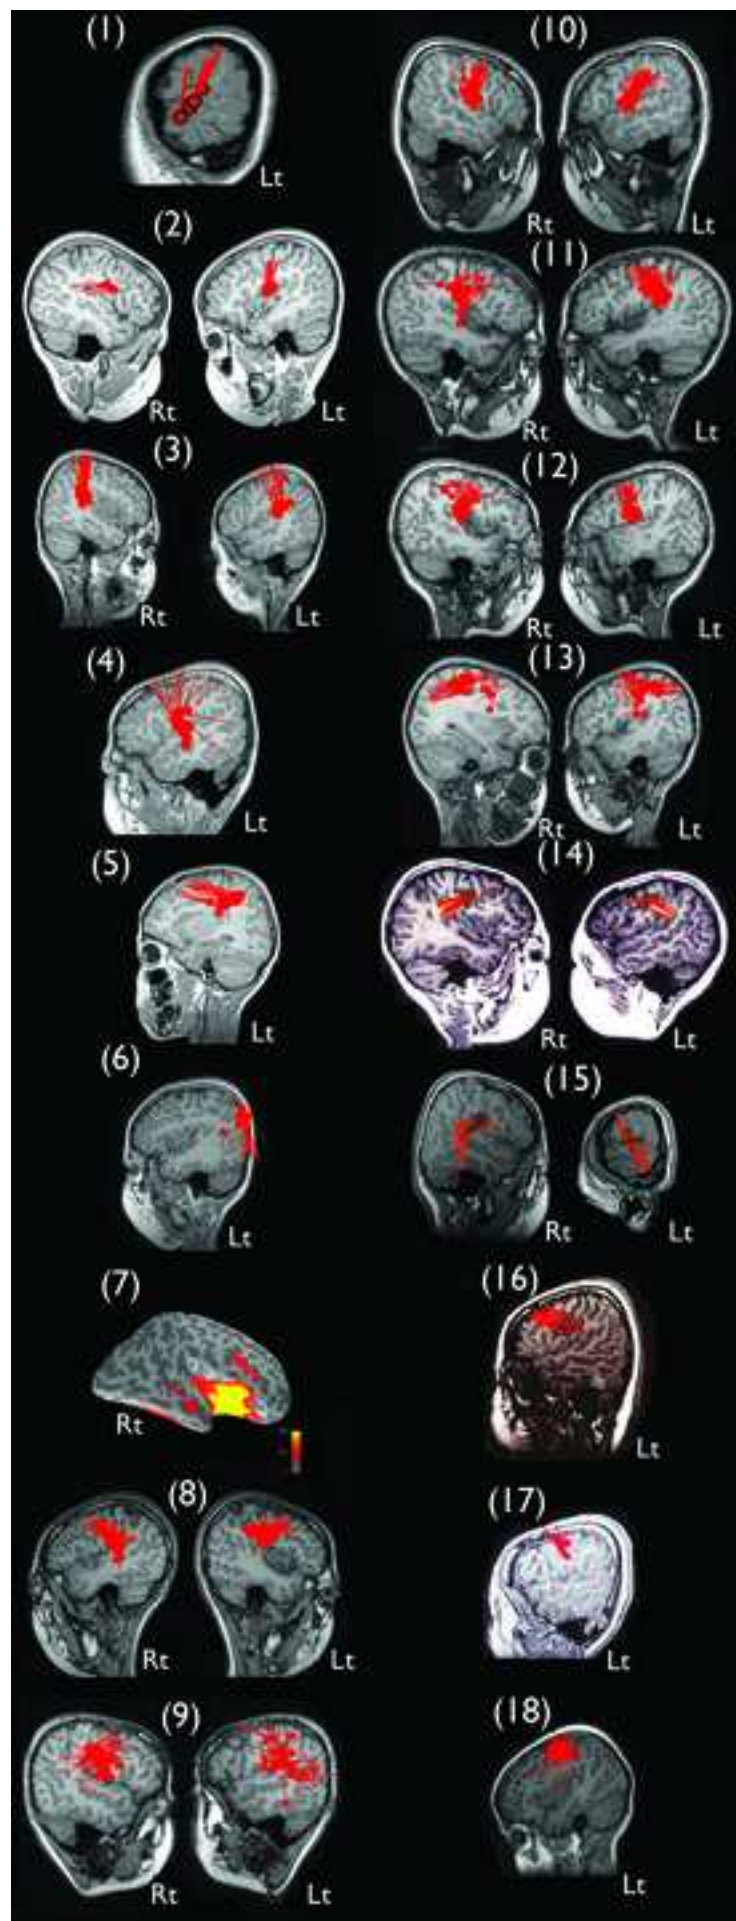 (1)
Lt
(2)
Rt Lt
(3)
Rt Lt
(4)
Lt
(5)
Lt
(6)
Lt
(7)
Rt
(8)
Rt Lt
(9)
Rt Lt
(10)
Rt Lt
(11)
Rt Lt
(12)
Rt Lt
(13)
Rt Lt
(14)
Rt Lt
(15)
Rt Lt
(16)
Lt
(17)
Lt
(18)
Lt